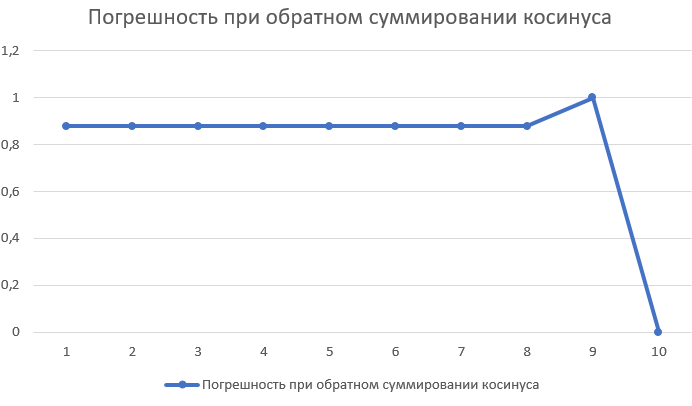 Погрешность при обратном суммировании косинуса
1,2
1
0,8
0,6
0,4
0,2
0
1 2 3 4 5 6 7 8 9 10
Погрешность при обратном суммировании косинуса